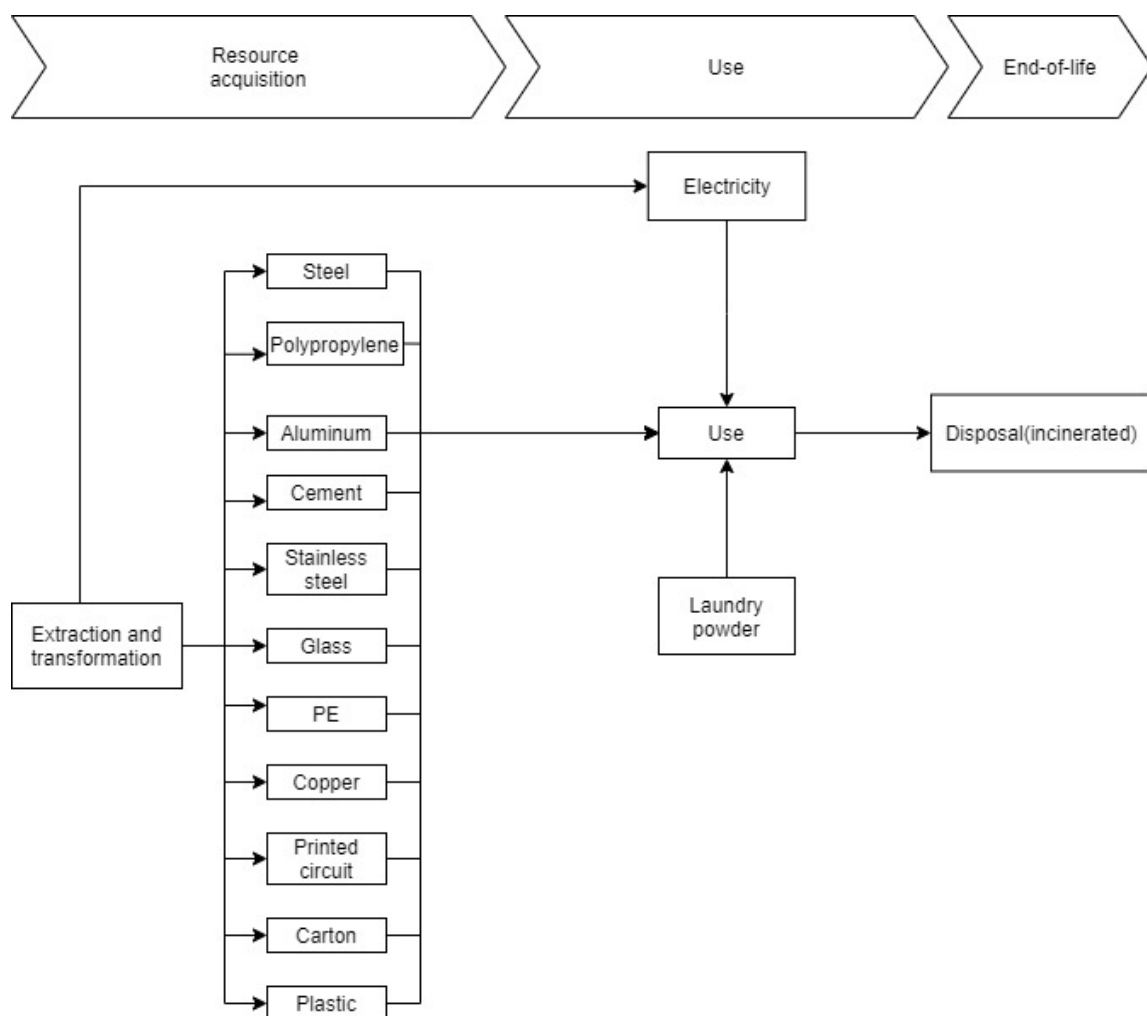 Resource
acquisition
Use
End-of-life
Electricity
Steel
Polypropylene
Aluminum
Use
Disposal(incinerated)
Cement
Stainless
steel
Laundry
powder
Extraction and
transformation
Glass
PE
Copper
Printed
circuit
Carton
Plastic